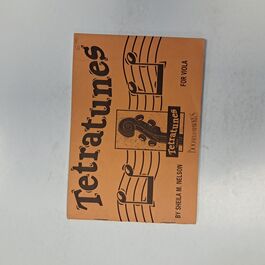 Tetratunes
FOR VIOLA
Tetratunes
BY SHEILA M. NELSON